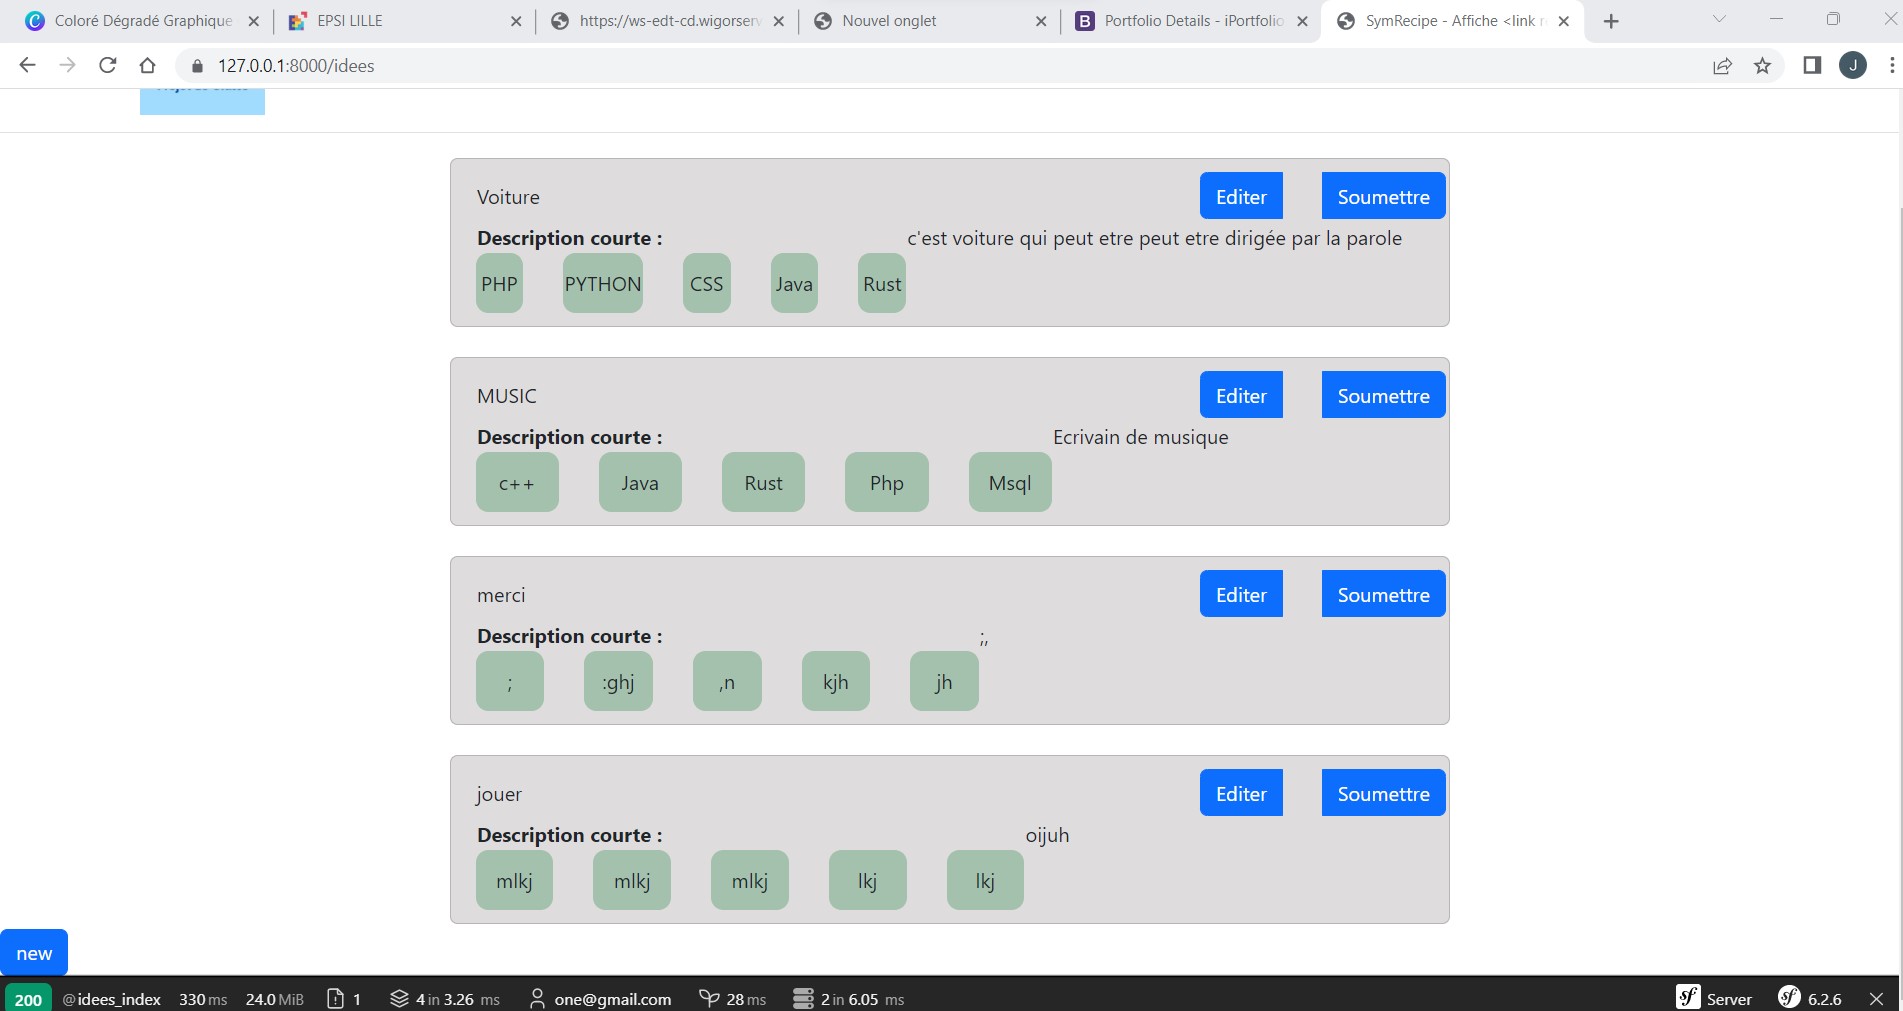 Coloré Dégradé Graphique
EPSI LILLE
https://ws-edt-cd.wigorserv
Nouvel onglet
Portfolio Details - iPortfolio
SymRecipe - Affiche <link r
127.0.0.1:8000/idees
J
Voiture
Editer
Soumettre
Description courte :
c'est voiture qui peut etre peut etre dirigée par la parole
PHP
PYTHON
CSS
Java
Rust
MUSIC
Editer
Soumettre
Description courte :
Ecrivain de musique
c++
Java
Rust
Php
Msql
merci
Editer
Soumettre
Description courte :
;,
;
:ghj
,n
kjh
jh
jouer
Editer
Soumettre
Description courte :
oijuh
mlkj
mlkj
mlkj
lkj
lkj
new
200 @idees_index 330 ms 24.0 MiB 1 4 in 3.26 ms one@gmail.com 28 ms 2 in 6.05 ms sf Server sf 6.2.6